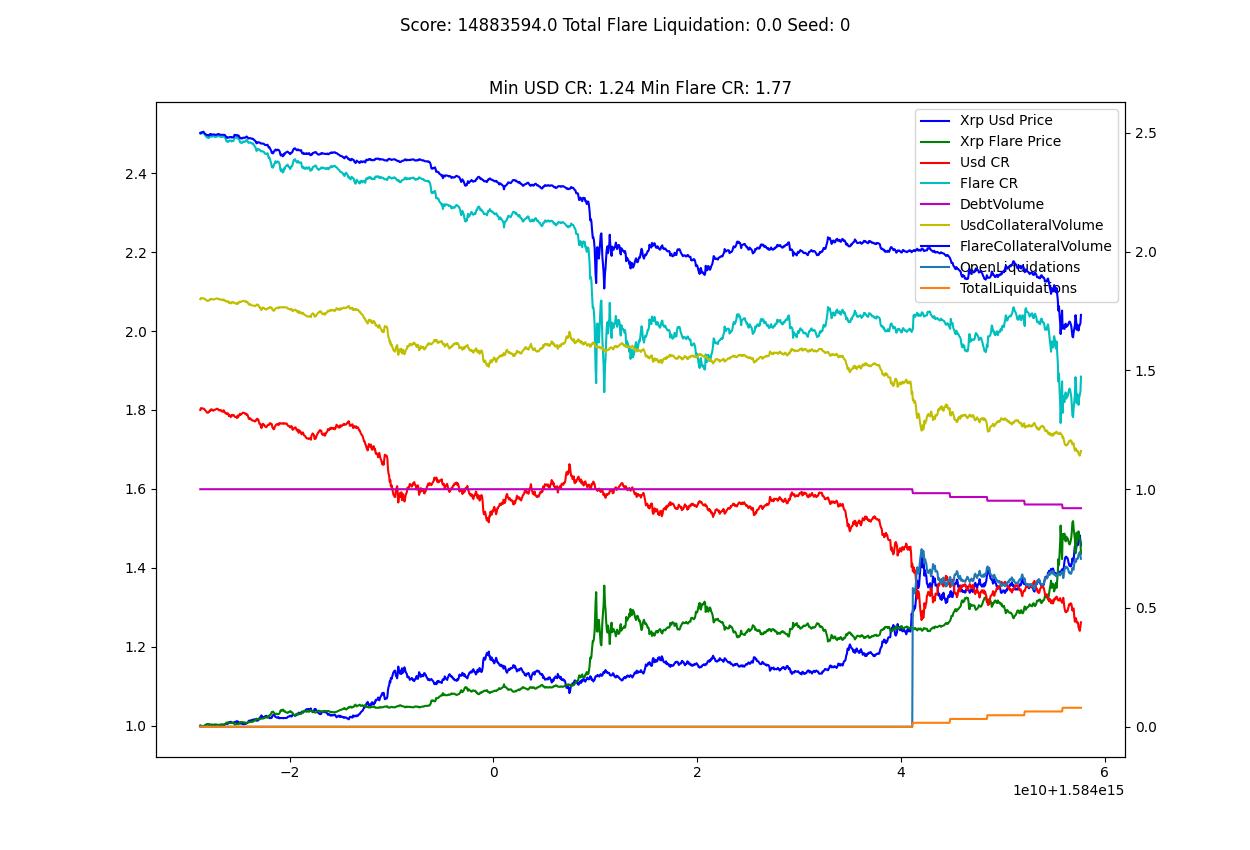 Score: 14883594.0 Total Flare Liquidation: 0.0 Seed: 0
Min USD CR: 1.24 Min Flare CR: 1.77
Xrp Usd Price
Xrp Flare Price
Usd CR
Flare CR
DebtVolume
UsdCollateralVolume
FlareCollateralVolume
OpenLiquidations
TotalLiquidations
2.4
2.2
2.0
1.8
1.6
1.4
1.2
1.0
2.5
2.0
1.5
1.0
0.5
0.0
−2
0
2
4
6
1e10+1.584e15